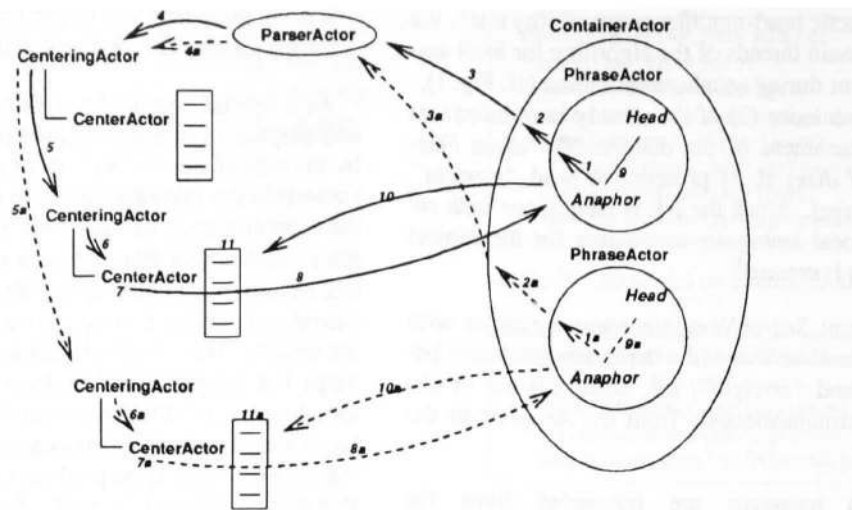 ParserActor
ContainerActor
CenteringActor
CenterActor
PhraseActor
Head
Anaphor
PhraseActor
Head
Anaphor
CenteringActor
CenterActor
CenteringActor
CenterActor
4
4a
3
3a
2
1
9
5
5a
6
7
8
10
11
2a
1a
9a
6a
7a
8a
10a
11a